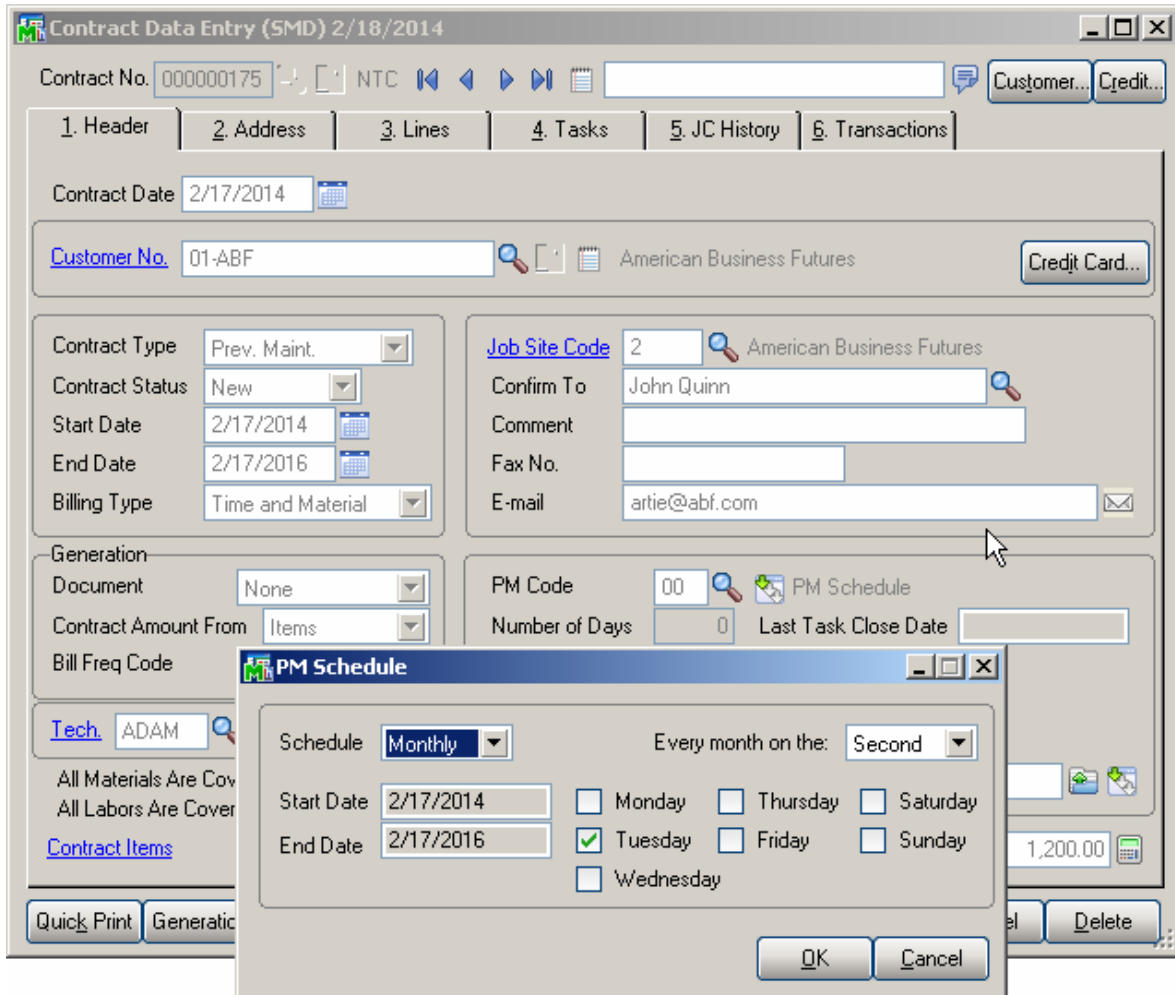 Contract Data Entry (SMD) 2/18/2014
Contract No. 000000175 NTC Customer... Credit...
1. Header 2. Address 3. Lines 4. Tasks 5. JC History 6. Transactions
Contract Date 2/17/2014
Customer No. 01-ABF American Business Futures Credit Card...
Contract Type Prev. Maint. Job Site Code 2 American Business Futures
Contract Status New Confirm To John Quinn
Start Date 2/17/2014 Comment
End Date 2/17/2016 Fax No.
Billing Type Time and Material E-mail artie@abf.com
Generation
Document None PM Code 00 PM Schedule
Contract Amount From Items Number of Days 0 Last Task Close Date
Bill Freq Code
PM Schedule
Tech. ADAM
Schedule Monthly Every month on the: Second
All Materials Are Cov
All Labors Are Cover
Start Date 2/17/2014 Monday Thursday Saturday
End Date 2/17/2016 Tuesday Friday Sunday
Wednesday
Contract Items 1,200.00
Quick Print Generatio el Delete
OK Cancel